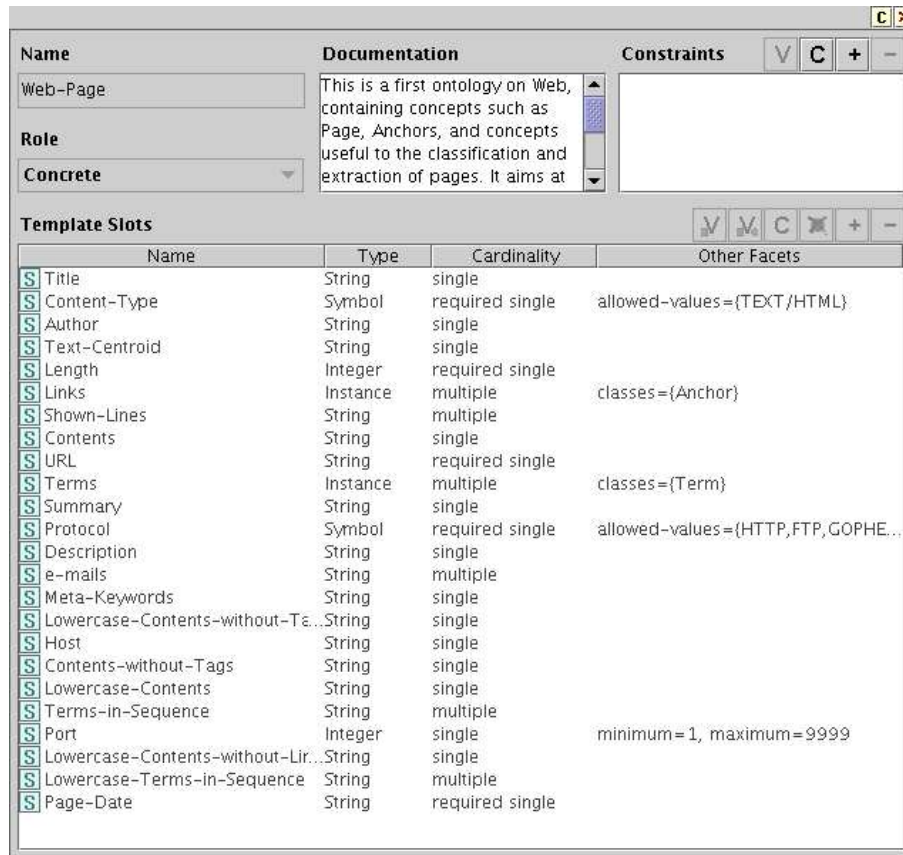 C
Name Documentation Constraints V C + −
Web-Page
This is a first ontology on Web,
containing concepts such as
Page, Anchors, and concepts
useful to the classification and
extraction of pages. It aims at
Role
Concrete
Template Slots V V C + −
Name Type Cardinality Other Facets
S Title String single
S Content-Type Symbol required single allowed-values={TEXT/HTML}
S Author String single
S Text-Centroid String single
S Length Integer required single
S Links Instance multiple classes={Anchor}
S Shown-Lines String multiple
S Contents String single
S URL String required single
S Terms Instance multiple classes={Term}
S Summary String single
S Protocol Symbol required single allowed-values={HTTP,FTP,GOPHE...
S Description String single
S e-mails String multiple
S Meta-Keywords String single
S Lowercase-Contents-without-Ta...String single
S Host String single
S Contents-without-Tags String single
S Lowercase-Contents String single
S Terms-in-Sequence String multiple
S Port Integer single minimum=1, maximum=9999
S Lowercase-Contents-without-Lin...String single
S Lowercase-Terms-in-Sequence String multiple
S Page-Date String required single